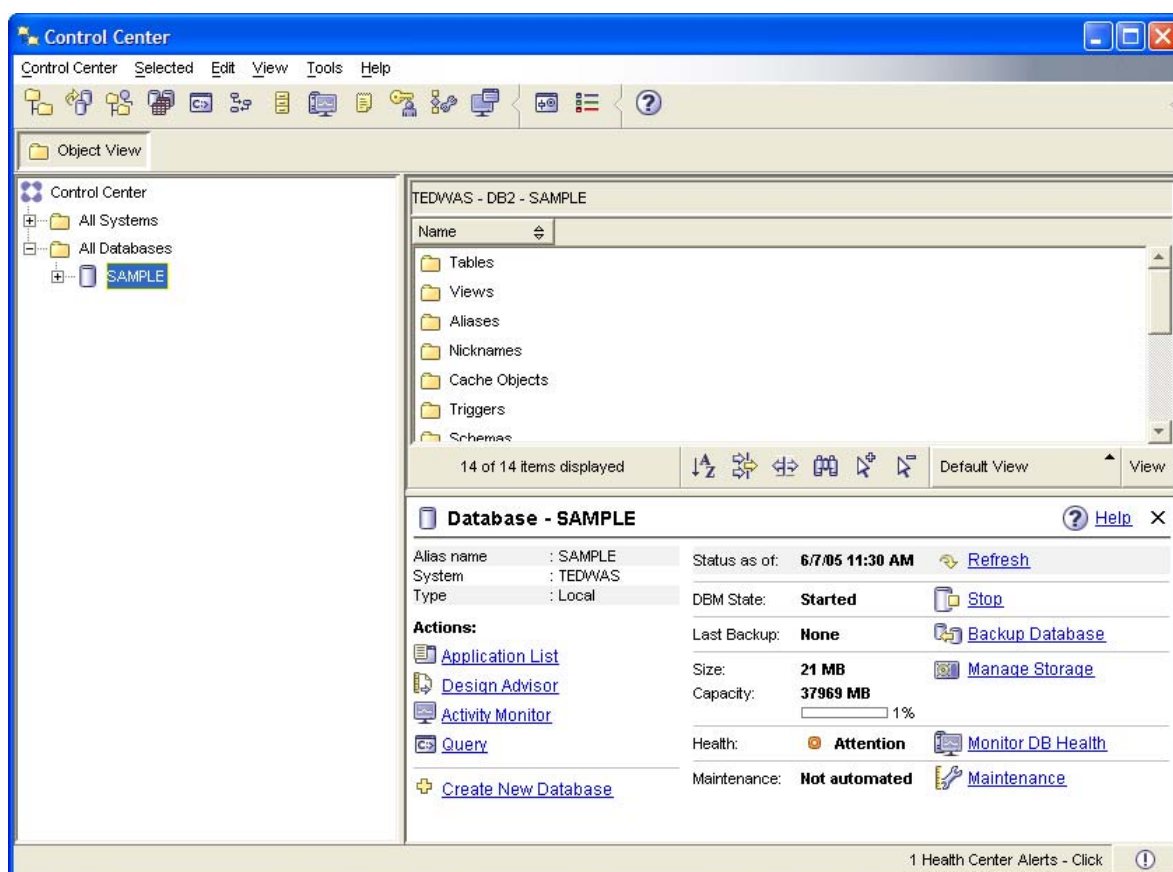 Control Center
Control Center Selected Edit View Tools Help
Object View
Control Center
All Systems
All Databases
SAMPLE
TEDWAS - DB2 - SAMPLE
Name
Tables
Views
Aliases
Nicknames
Cache Objects
Triggers
Schemas
14 of 14 items displayed
Default View
View
Database - SAMPLE
Help
Alias name : SAMPLE
System : TEDWAS
Type : Local
Actions:
Application List
Design Advisor
Activity Monitor
Query
Create New Database
Status as of: 6/7/05 11:30 AM Refresh
DBM State: Started Stop
Last Backup: None Backup Database
Size: 21 MB Manage Storage
Capacity: 37969 MB
1%
Health: Attention Monitor DB Health
Maintenance: Not automated Maintenance
1 Health Center Alerts - Click